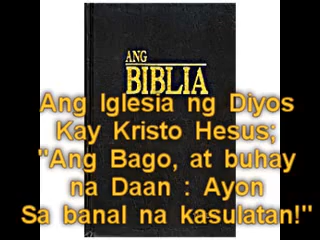 ANG
BIBLIA
Ang Iglesia ng Diyos
Kay Kristo Hesus;
"Ang Bago, at buhay
na Daan : Ayon
Sa banal na kasulatan!"